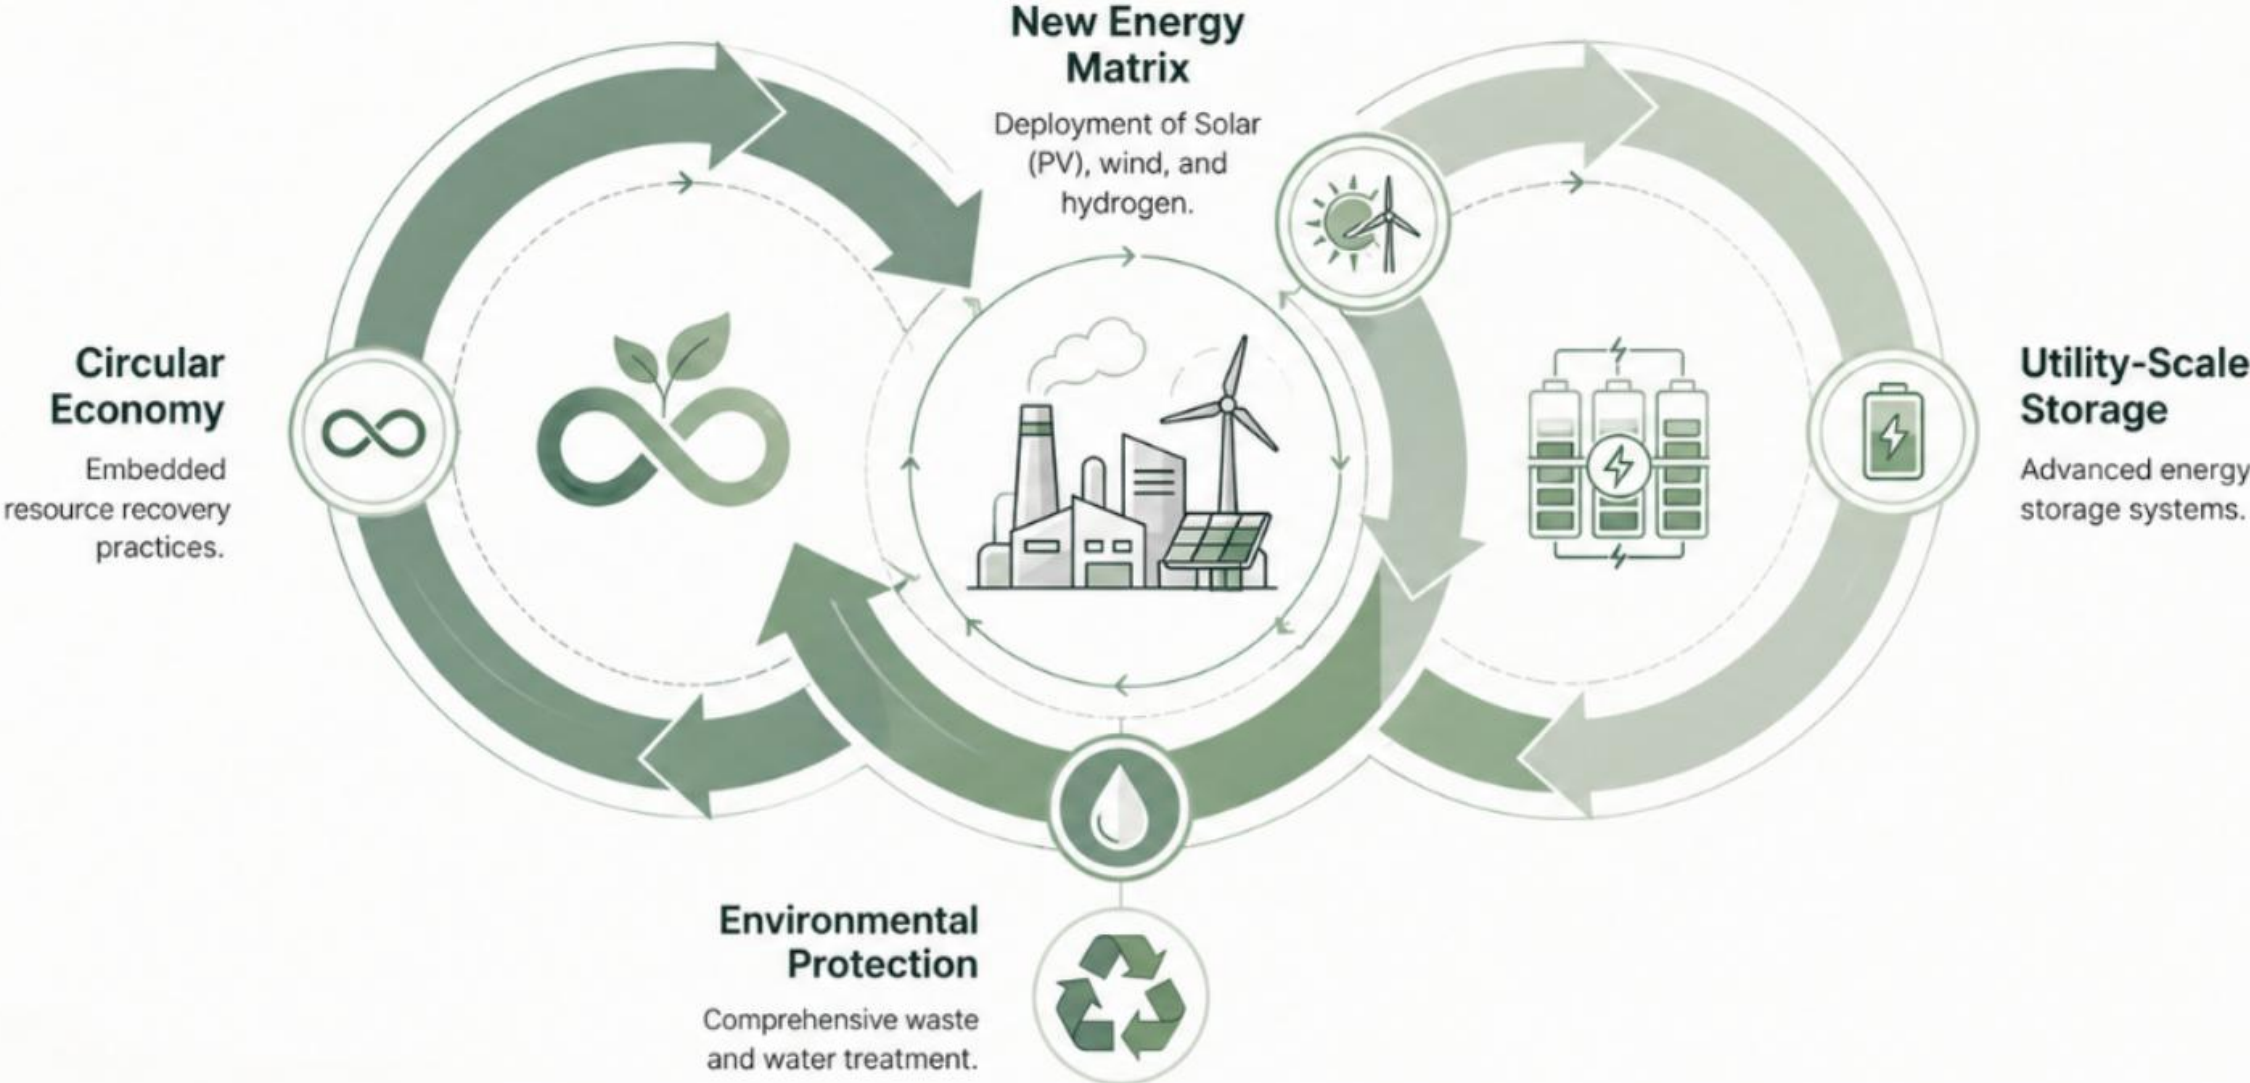 New Energy
Matrix
Deployment of Solar
(PV), wind, and
hydrogen.
Circular
Economy
Embedded
resource recovery
practices.
Utility-Scale
Storage
Advanced energy
storage systems.
Environmental
Protection
Comprehensive waste
and water treatment.